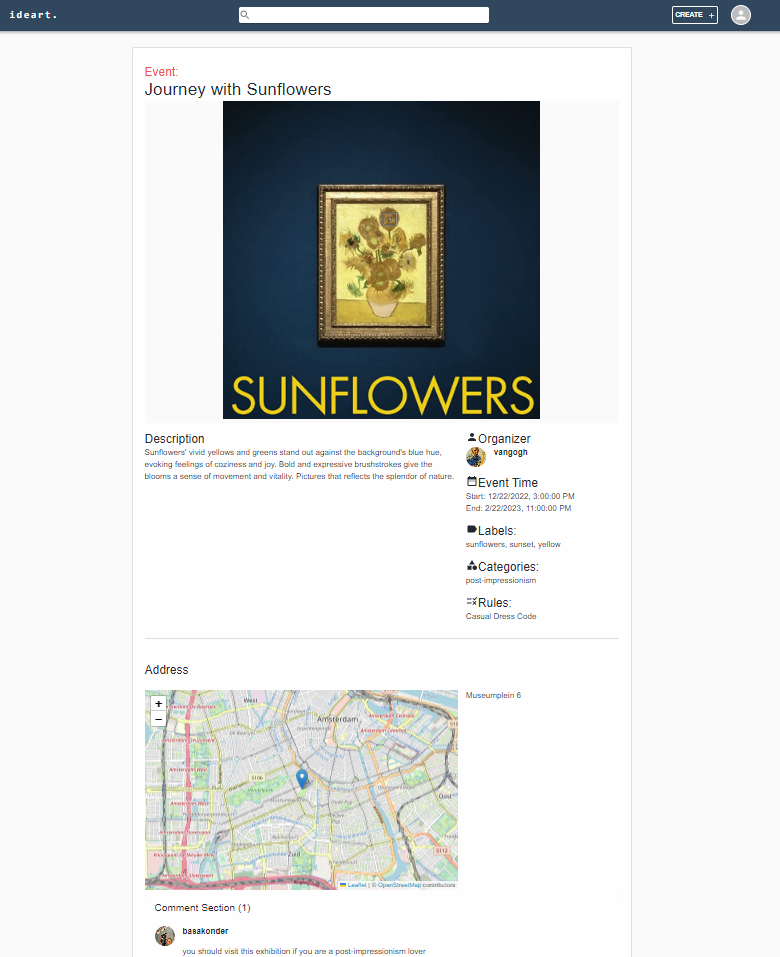 ideart.
CREATE +
Event:
Journey with Sunflowers
SUNFLOWERS
Description
Sunflowers' vivid yellows and greens stand out against the background's blue hue,
evoking feelings of coziness and joy. Bold and expressive brushstrokes give the
blooms a sense of movement and vitality. Pictures that reflects the splendor of nature.
Organizer
vangogh
Event Time
Start: 12/22/2022, 3:00:00 PM
End: 2/22/2023, 11:00:00 PM
Labels:
sunflowers, sunset, yellow
Categories:
post-impressionism
Rules:
Casual Dress Code
Address
Museumplein 6
+
−
West
Amsterdam
S106
Oost
Zuid
S112
Leaflet | © OpenStreetMap contributors
Comment Section (1)
basakonder
you should visit this exhibition if you are a post-impressionism lover